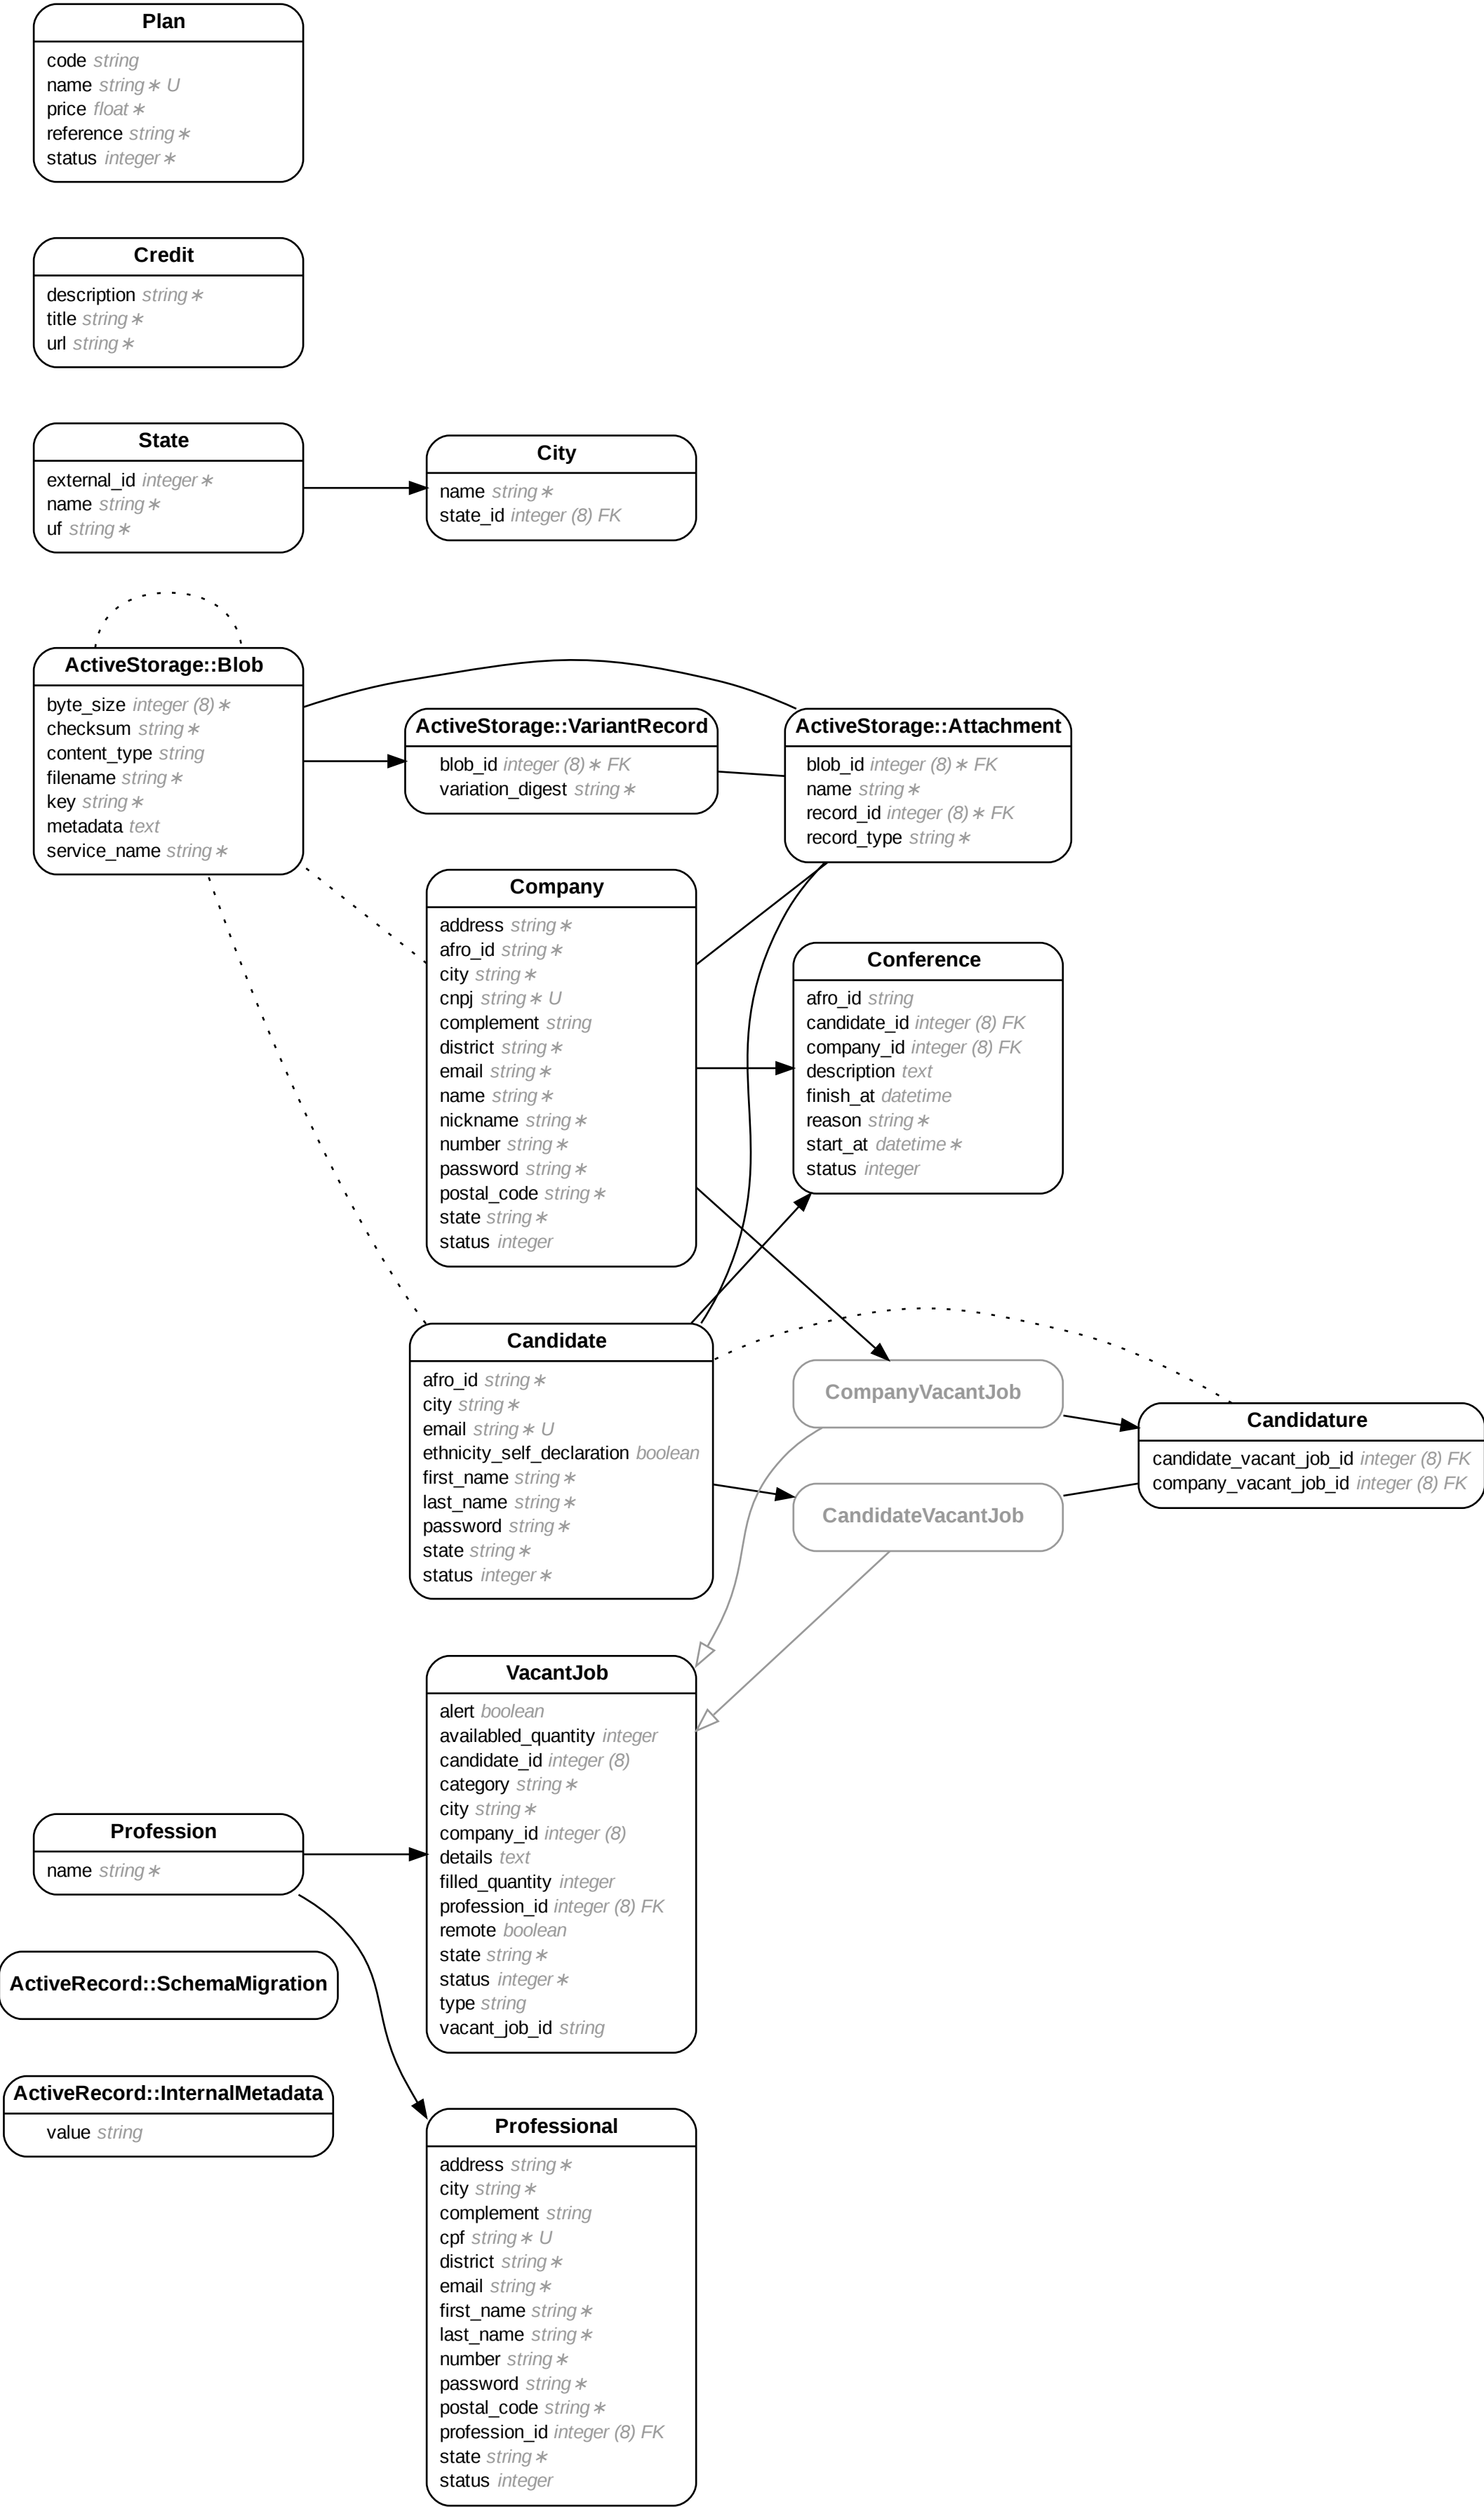 Plan
code string
name string∗ U
price float∗
reference string∗
status integer∗
Credit
description string∗
title string∗
url string∗
State
external_id integer∗
name string∗
uf string∗
City
name string∗
state_id integer (8) FK
ActiveStorage::Blob
byte_size integer (8)∗
checksum string∗
content_type string
filename string∗
key string∗
metadata text
service_name string∗
ActiveStorage::VariantRecord
blob_id integer (8)∗ FK
variation_digest string∗
ActiveStorage::Attachment
blob_id integer (8)∗ FK
name string∗
record_id integer (8)∗ FK
record_type string∗
Company
address string∗
afro_id string∗
city string∗
cnpj string∗ U
complement string
district string∗
email string∗
name string∗
nickname string∗
number string∗
password string∗
postal_code string∗
state string∗
status integer
Conference
afro_id string
candidate_id integer (8) FK
company_id integer (8) FK
description text
finish_at datetime
reason string∗
start_at datetime∗
status integer
Candidate
afro_id string∗
city string∗
email string∗ U
ethnicity_self_declaration boolean
first_name string∗
last_name string∗
password string∗
state string∗
status integer∗
CompanyVacantJob
CandidateVacantJob
Candidature
candidate_vacant_job_id integer (8) FK
company_vacant_job_id integer (8) FK
VacantJob
alert boolean
availabled_quantity integer
candidate_id integer (8)
category string∗
city string∗
company_id integer (8)
details text
filled_quantity integer
profession_id integer (8) FK
remote boolean
state string∗
status integer∗
type string
vacant_job_id string
Profession
name string∗
ActiveRecord::SchemaMigration
ActiveRecord::InternalMetadata
value string
Professional
address string∗
city string∗
complement string
cpf string∗ U
district string∗
email string∗
first_name string∗
last_name string∗
number string∗
password string∗
postal_code string∗
profession_id integer (8) FK
state string∗
status integer